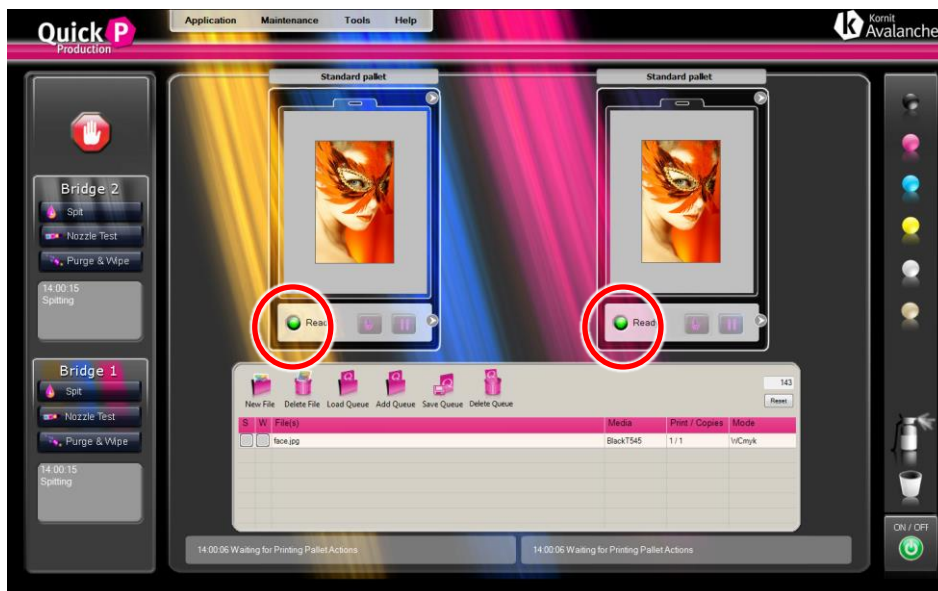 Quick P
Production
Application Maintenance Tools Help
K Kornit
Avalanche
Standard pallet
Standard pallet
Bridge 2
Spit
Nozzle Test
Purge & Wipe
14:00:15
Spitting
Ready
Ready
Bridge 1
Spit
Nozzle Test
Purge & Wipe
14:00:15
Spitting
New File Delete File Load Queue Add Queue Save Queue Delete Queue
143
Reset
S W File(s) Media Print / Copies Mode
face.jpg BlackT545 1 / 1 WCmyk
14:00:06 Waiting for Printing Pallet Actions
14:00:06 Waiting for Printing Pallet Actions
ON / OFF